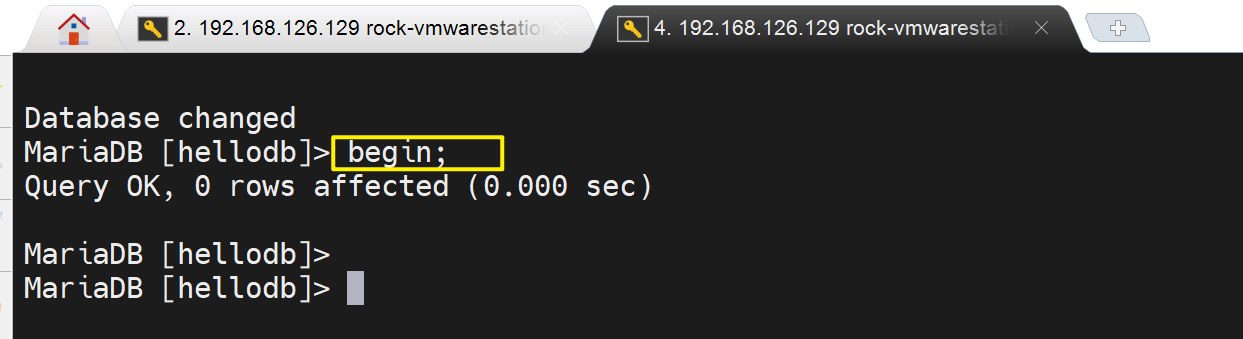 2. 192.168.126.129 rock-vmwarestation
4. 192.168.126.129 rock-vmwarestati
Database changed
MariaDB [hellodb]> begin;
Query OK, 0 rows affected (0.000 sec)
MariaDB [hellodb]>
MariaDB [hellodb]>